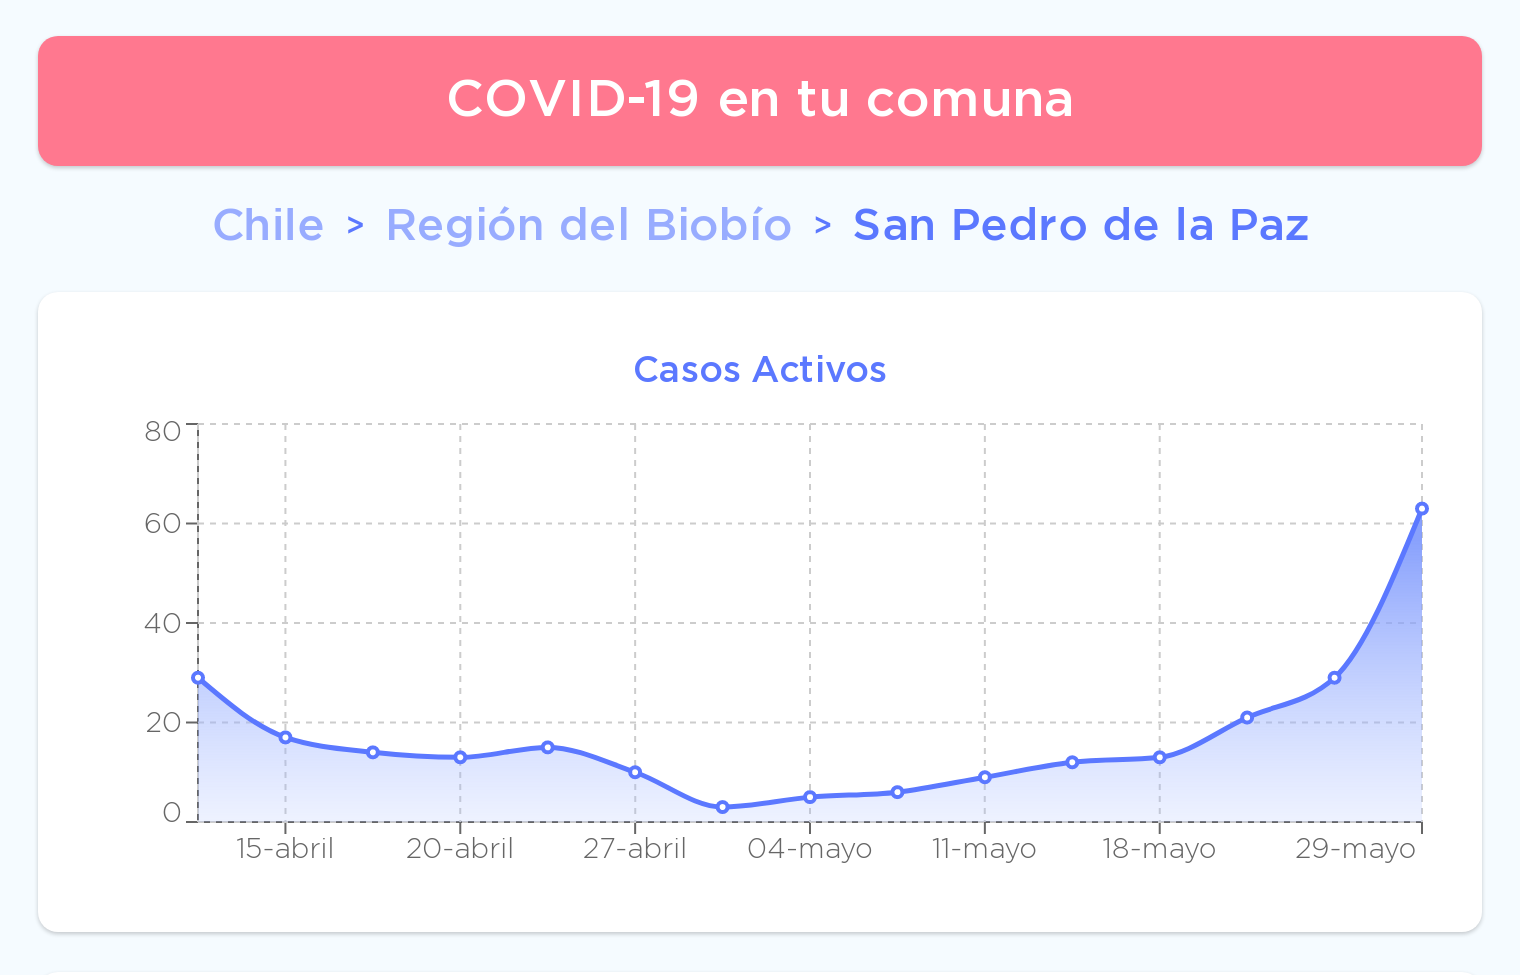 COVID-19 en tu comuna
Chile > Región del Biobío > San Pedro de la Paz
Casos Activos
80
60
40
20
0
15-abril 20-abril 27-abril 04-mayo 11-mayo 18-mayo 29-mayo